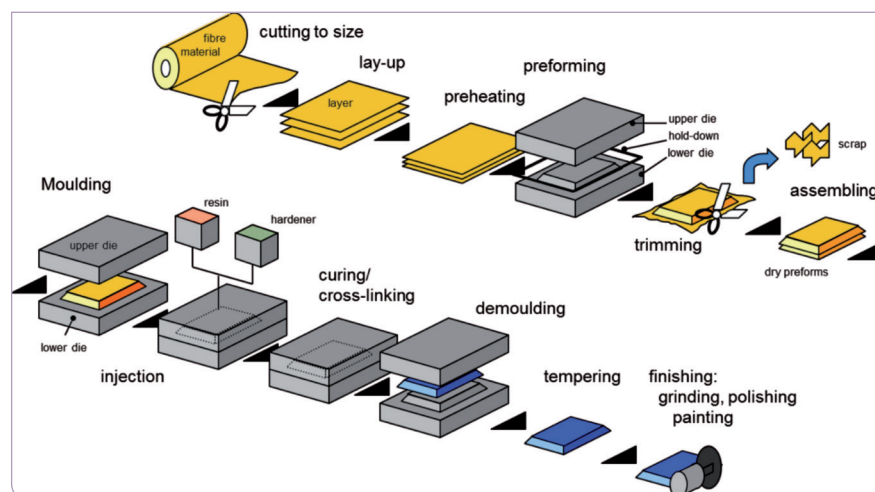 cutting to size
fibre
material
lay-up
layer
preheating
preforming
upper die
hold-down
lower die
scrap
trimming
assembling
dry preforms
Moulding
upper die
lower die
resin
hardener
injection
curing/
cross-linking
demoulding
tempering
finishing:
grinding, polishing
painting